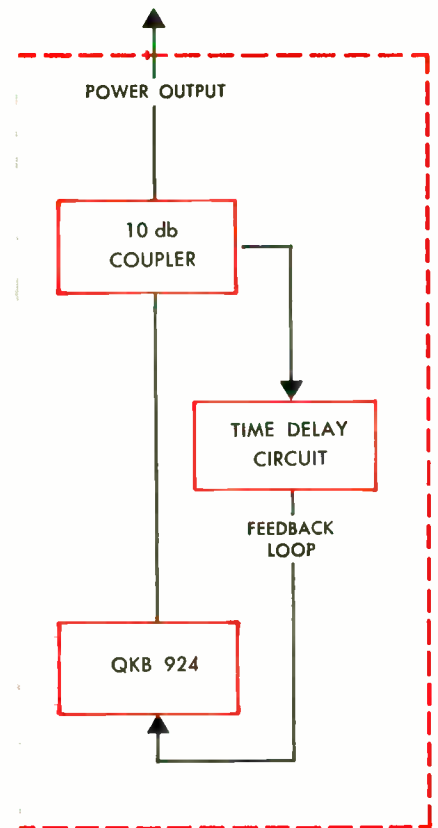 POWER OUTPUT
10 db
COUPLER
TIME DELAY
CIRCUIT
FEEDBACK
LOOP
QKB 924